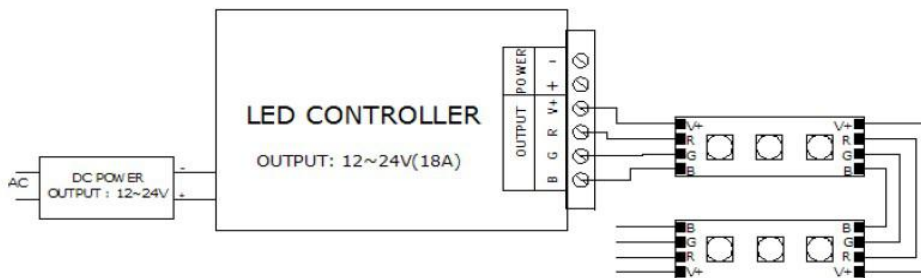 LED CONTROLLER
OUTPUT: 12~24V(18A)
AC
DC POWER
OUTPUT : 12~24V
-
+
POWER
-
+
OUTPUT
V+
R
G
B
V+
R
G
B
V+
R
G
B
B
G
R
V+
B
G
R
V+